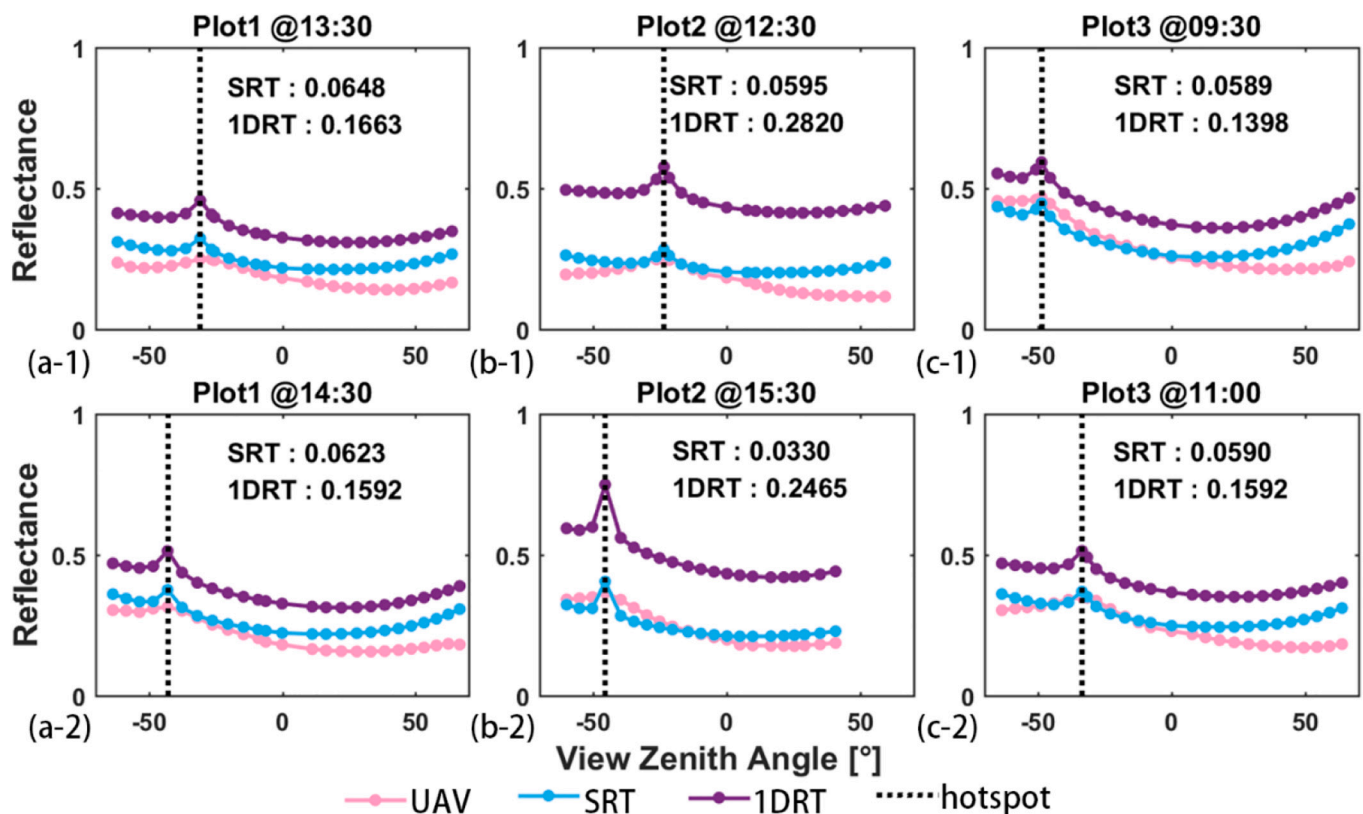 Plot1 @13:30
Plot2 @12:30
Plot3 @09:30
1
SRT : 0.0648
1DRT : 0.1663
0.5
0
-50 0 50
1
SRT : 0.0595
1DRT : 0.2820
0.5
0
-50 0 50
1
SRT : 0.0589
1DRT : 0.1398
0.5
0
-50 0 50
Reflectance
(a-1)
(b-1)
(c-1)
Plot1 @14:30
Plot2 @15:30
Plot3 @11:00
1
SRT : 0.0623
1DRT : 0.1592
0.5
0
-50 0 50
1
SRT : 0.0330
1DRT : 0.2465
0.5
0
-50 0 50
1
SRT : 0.0590
1DRT : 0.1592
0.5
0
-50 0 50
Reflectance
(a-2)
(b-2)
(c-2)
View Zenith Angle [°]
UAV SRT 1DRT hotspot